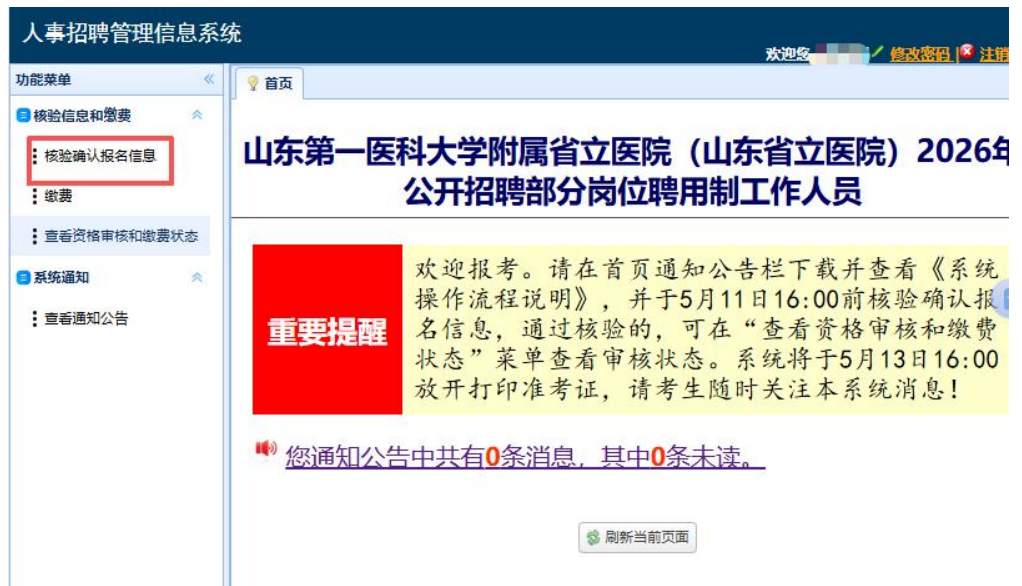 人事招聘管理信息系统
欢迎您 修改密码 | 注销
功能菜单
首页
核验信息和缴费
核验确认报名信息
缴费
查看资格审核和缴费状态
系统通知
查看通知公告
山东第一医科大学附属省立医院（山东省立医院）2026年
公开招聘部分岗位聘用制工作人员
重要提醒
欢迎报考。请在首页通知公告栏下载并查看《系统
操作流程说明》，并于5月11日16:00前核验确认报
名信息，通过核验的，可在“查看资格审核和缴费
状态”菜单查看审核状态。系统将于5月13日16:00
放开打印准考证，请考生随时关注本系统消息！
您通知公告中共有0条消息，其中0条未读。
刷新当前页面